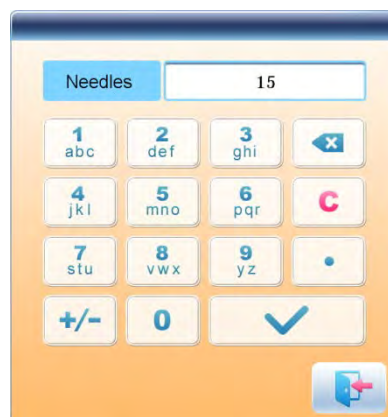 Needles 15
1 2 3
abc def ghi
4 5 6 C
jkl mno pqr
7 8 9 •
stu vwx yz
+/- 0